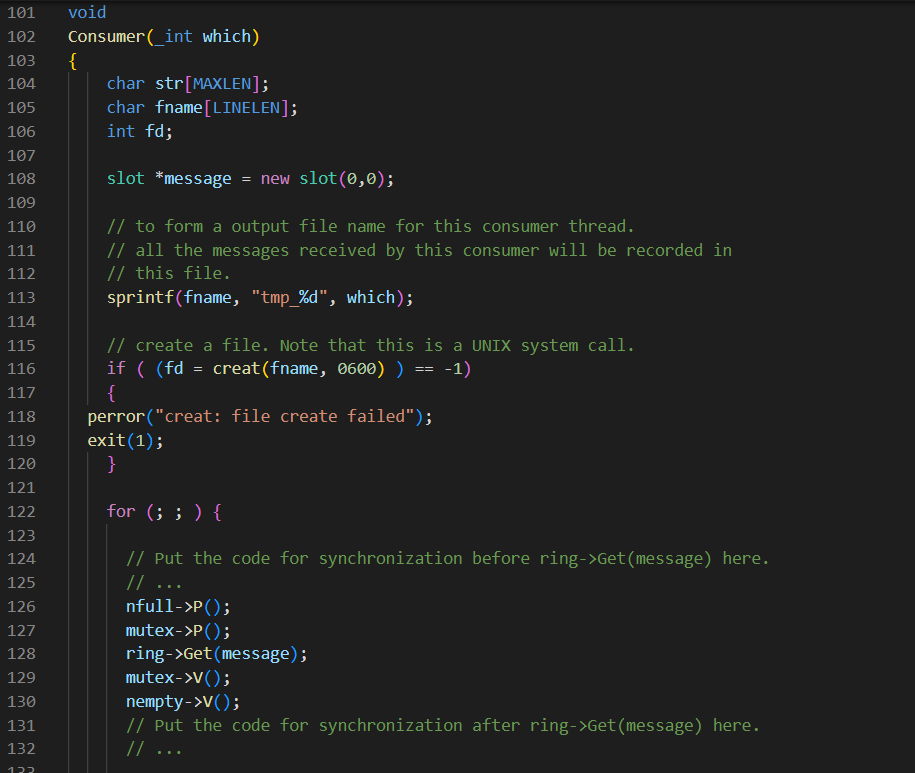 101 void
102 Consumer(_int which)
103 {
104 char str[MAXLEN];
105 char fname[LINELEN];
106 int fd;
107
108 slot *message = new slot(0,0);
109
110 // to form a output file name for this consumer thread.
111 // all the messages received by this consumer will be recorded in
112 // this file.
113 sprintf(fname, "tmp_%d", which);
114
115 // create a file. Note that this is a UNIX system call.
116 if ( (fd = creat(fname, 0600) ) == -1)
117 {
118 perror("creat: file create failed");
119 exit(1);
120 }
121
122 for (; ; ) {
123
124 // Put the code for synchronization before ring->Get(message) here.
125 // ...
126 nfull->P();
127 mutex->P();
128 ring->Get(message);
129 mutex->V();
130 nempty->V();
131 // Put the code for synchronization after ring->Get(message) here.
132 // ...
133